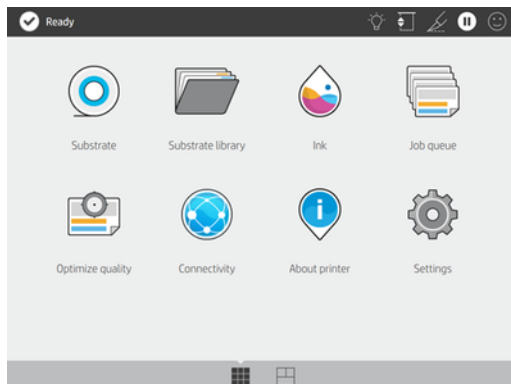 Ready
Substrate
Substrate library
Ink
Job queue
Optimize quality
Connectivity
About printer
Settings